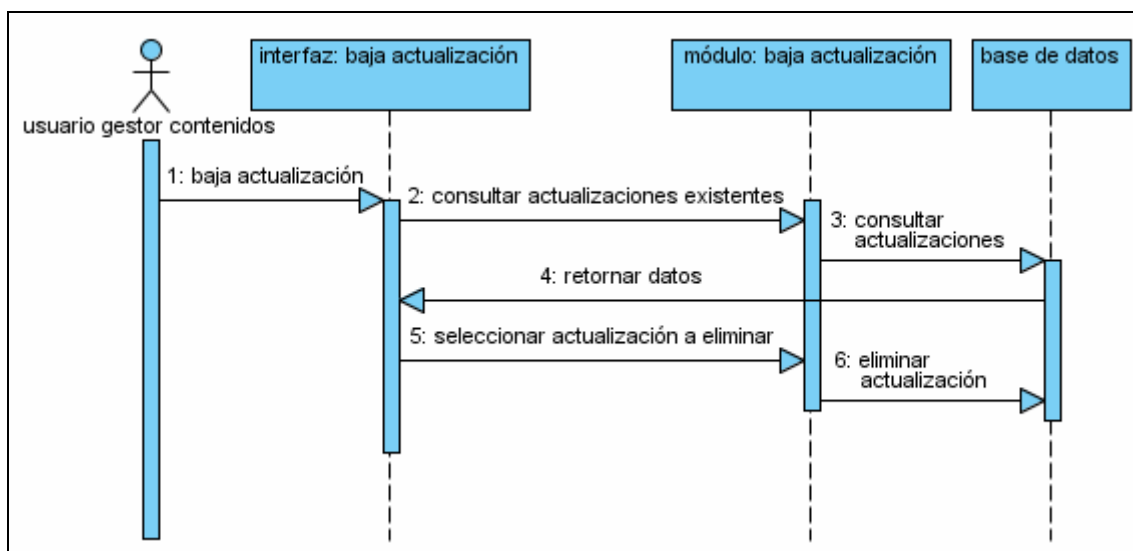 interfaz: baja actualización
módulo: baja actualización
base de datos
usuario gestor contenidos
1: baja actualización
2: consultar actualizaciones existentes
3: consultar
actualizaciones
4: retornar datos
5: seleccionar actualización a eliminar
6: eliminar
actualización